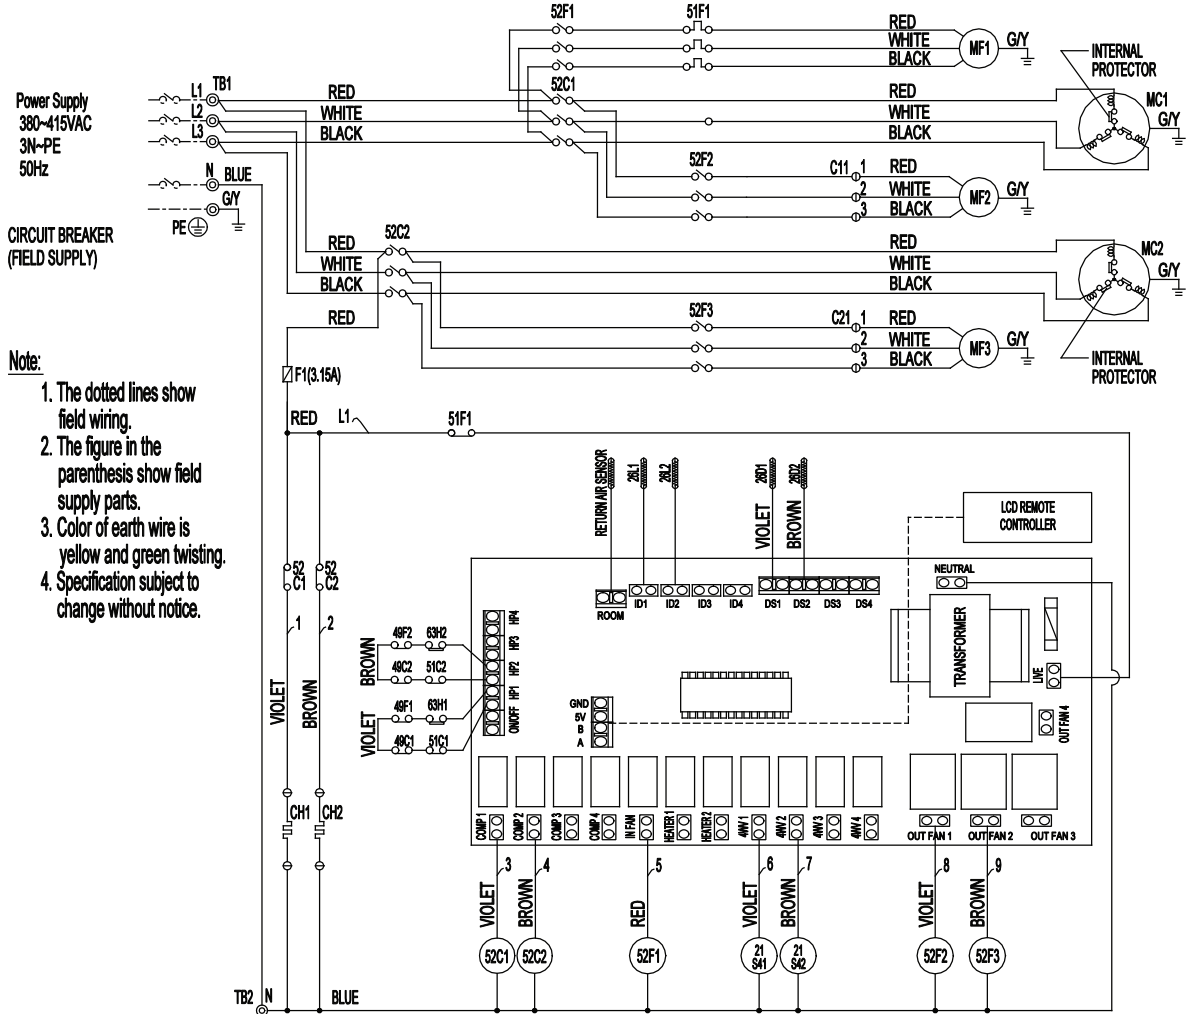 52F1
51F1
RED
WHITE
BLACK
MF1
G/Y
INTERNAL
PROTECTOR
TB1
L1
RED
52C1
RED
MC1
Power Supply
380~415VAC
3N~PE
50Hz
L2
WHITE
WHITE
G/Y
L3
BLACK
BLACK
52F2
C11
1
RED
N
BLUE
2
WHITE
MF2
G/Y
G/Y
3
BLACK
PE
CIRCUIT BREAKER
(FIELD SUPPLY)
52C2
RED
RED
MC2
WHITE
WHITE
G/Y
BLACK
BLACK
RED
52F3
C21
1
RED
2
WHITE
MF3
G/Y
3
BLACK
INTERNAL
PROTECTOR
Note:
1. The dotted lines show
field wiring.
2. The figure in the
parenthesis show field
supply parts.
3. Color of earth wire is
yellow and green twisting.
4. Specification subject to
change without notice.
F1(3.15A)
RED
L1
51F1
RETURN AIR SENSOR
26L1
26L2
26D1
26D2
VIOLET
BROWN
LCD REMOTE
CONTROLLER
52
C1
52
C2
1
2
VIOLET
BROWN
CH1
CH2
NEUTRAL
ROOM
ID1
ID2
ID3
ID4
DS1
DS2
DS3
DS4
TRANSFORMER
LIVE
OUT FAN 4
BROWN
49F2
63H2
49C2
51C2
VIOLET
49F1
63H1
49C1
51C1
HP4
HP3
HP2
HP1
ON/OFF
GND
5V
B
A
COMP 1
COMP 2
COMP 3
COMP 4
IN FAN
HEATER 1
HEATER 2
4WV 1
4WV 2
4WV 3
4WV 4
OUT FAN 1
OUT FAN 2
OUT FAN 3
3
4
5
6
7
8
9
VIOLET
BROWN
RED
VIOLET
BROWN
VIOLET
BROWN
52C1
52C2
52F1
21
S41
21
S42
52F2
52F3
TB2
N
BLUE